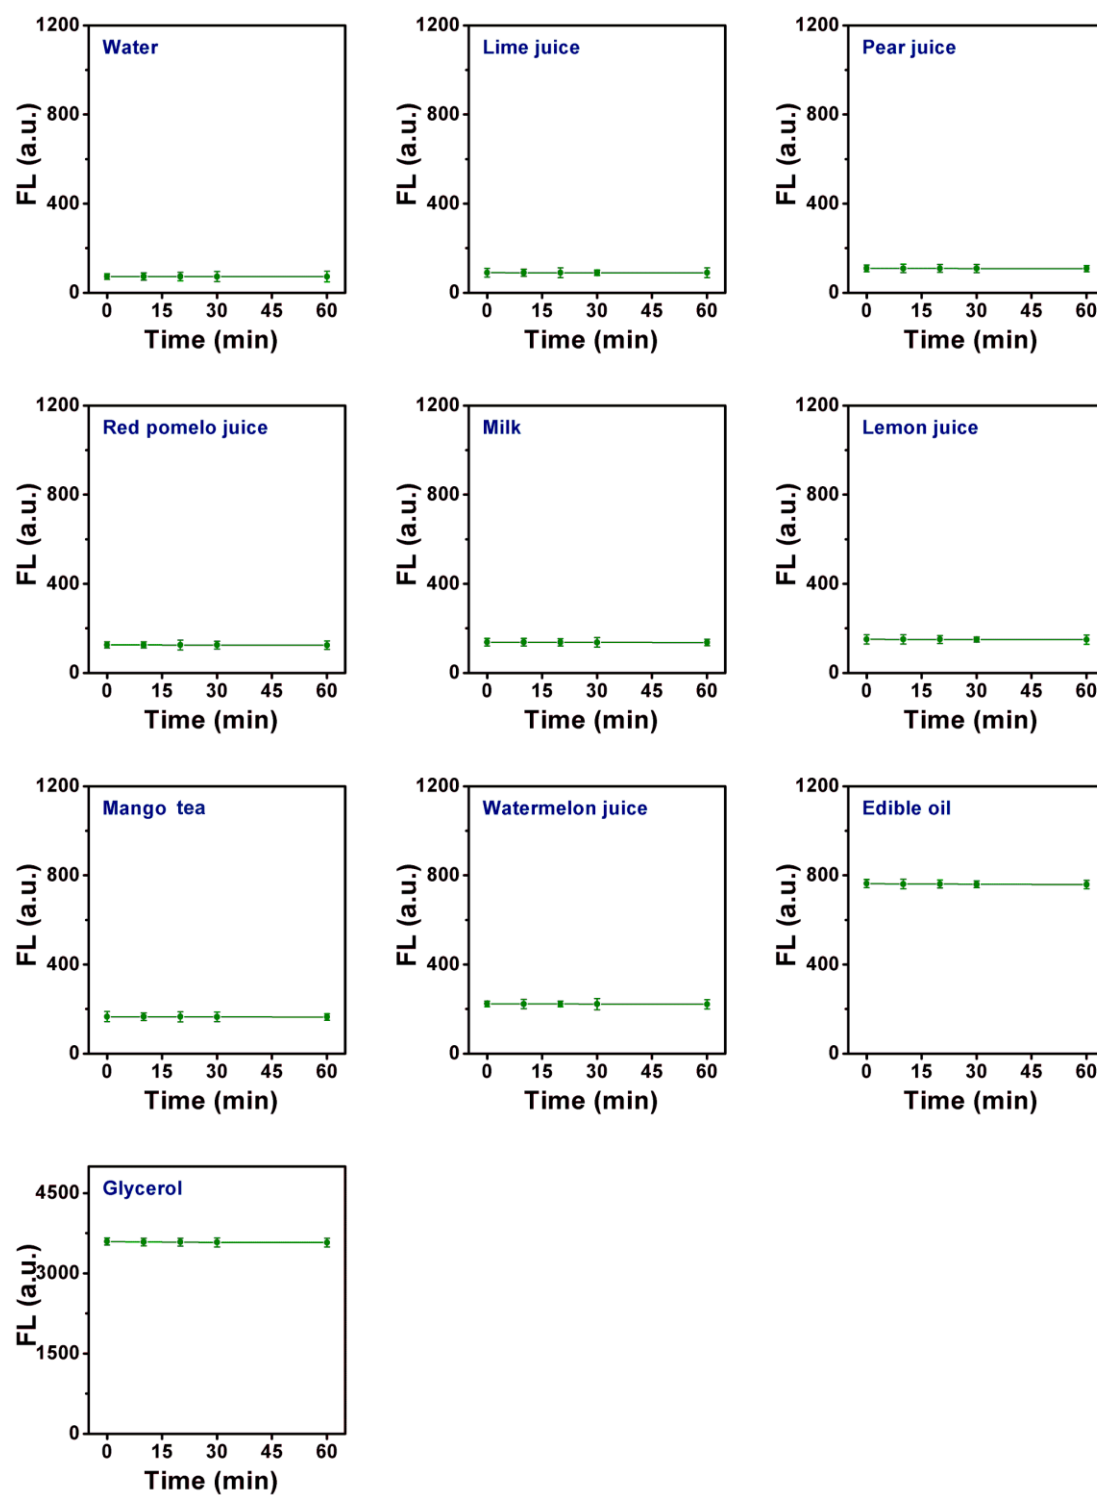 Water
FL (a.u.)
1200
800
400
0
0 15 30 45 60
Time (min)
Lime juice
FL (a.u.)
1200
800
400
0
0 15 30 45 60
Time (min)
Pear juice
FL (a.u.)
1200
800
400
0
0 15 30 45 60
Time (min)
Red pomelo juice
FL (a.u.)
1200
800
400
0
0 15 30 45 60
Time (min)
Milk
FL (a.u.)
1200
800
400
0
0 15 30 45 60
Time (min)
Lemon juice
FL (a.u.)
1200
800
400
0
0 15 30 45 60
Time (min)
Mango tea
FL (a.u.)
1200
800
400
0
0 15 30 45 60
Time (min)
Watermelon juice
FL (a.u.)
1200
800
400
0
0 15 30 45 60
Time (min)
Edible oil
FL (a.u.)
1200
800
400
0
0 15 30 45 60
Time (min)
Glycerol
FL (a.u.)
4500
3000
1500
0
0 15 30 45 60
Time (min)